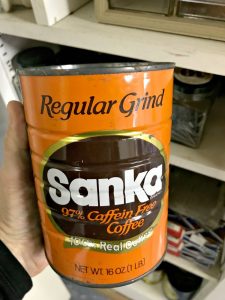 Regular Grind
Sanka
97% Caffein Free
Coffee
100% Real Coffee
NET WT 16 OZ. (1 LB.)